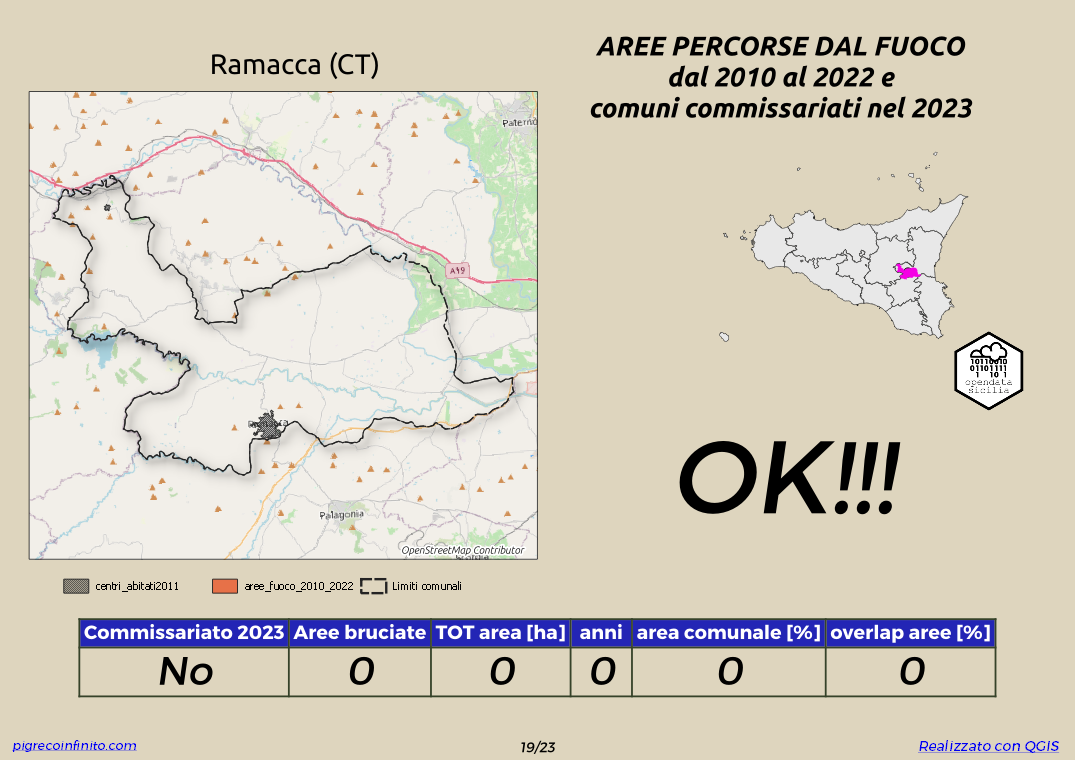 Ramacca (CT)
AREE PERCORSE DAL FUOCO
dal 2010 al 2022 e
comuni commissariati nel 2023
Paternò
A19
Palagonia
OpenStreetMap Contributor
10110010
01101111
1 10 1
opendata
sicilia
OK!!!
centri_abitati2011
aree_fuoco_2010_2022
Limiti comunali
Commissariato 2023 Aree bruciate TOT area [ha] anni area comunale [%] overlap aree [%]
No 0 0 0 0 0
pigrecoinfinito.com
19/23
Realizzato con QGIS